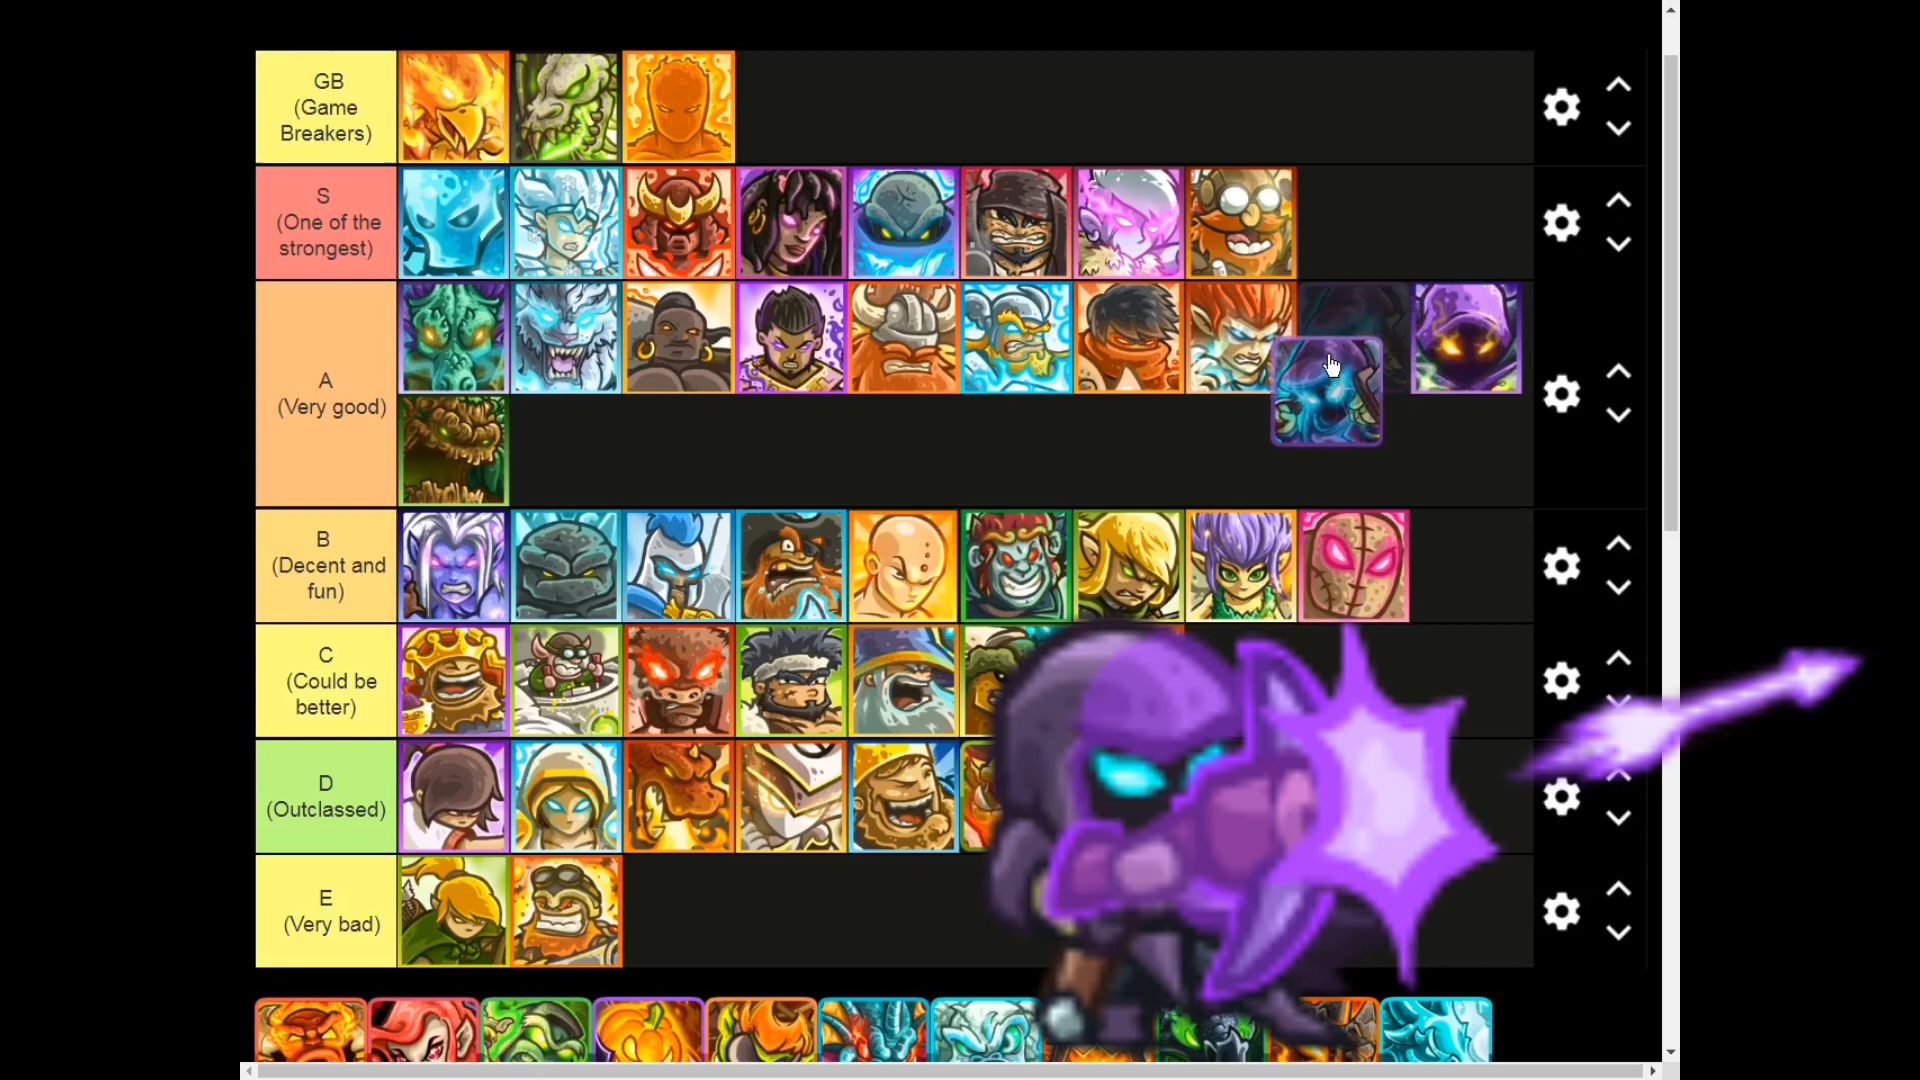 GB
(Game
Breakers)
S
(One of the
strongest)
A
(Very good)
B
(Decent and
fun)
C
(Could be
better)
D
(Outclassed)
E
(Very bad)